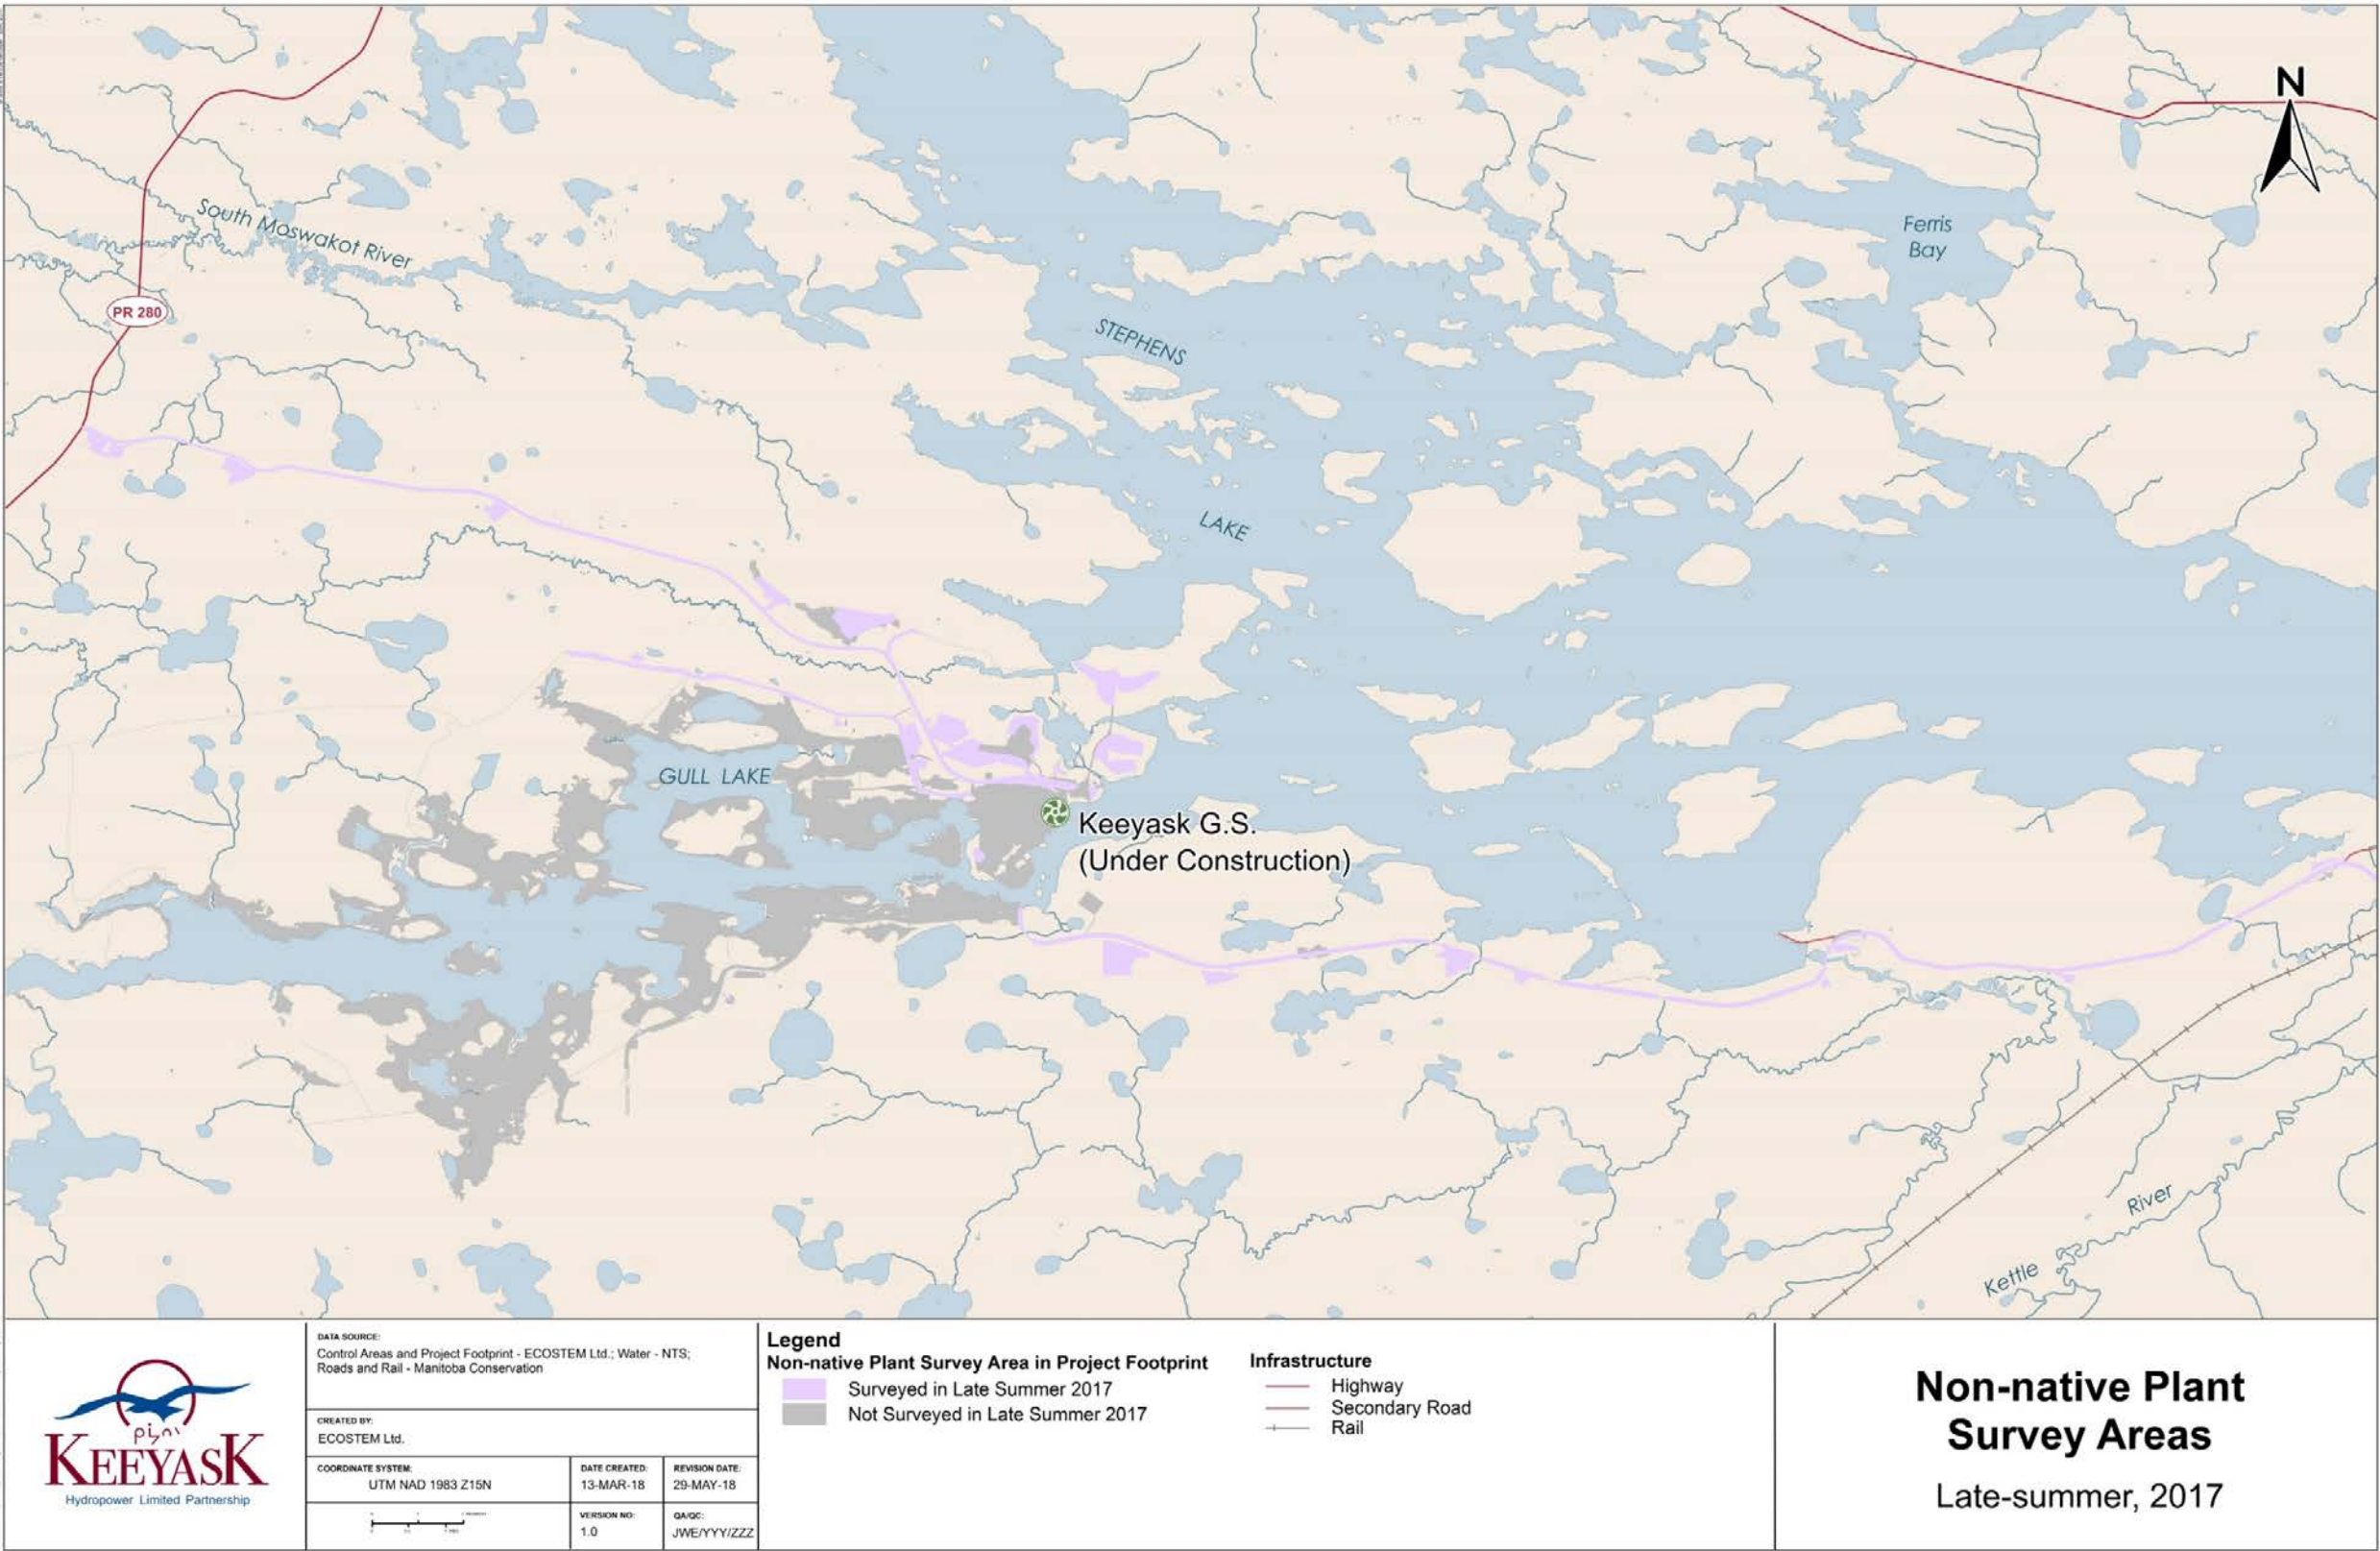 N
South Moswakot River
Ferris
Bay
PR 280
STEPHENS
LAKE
GULL LAKE
Keeyask G.S.
(Under Construction)
River
Kettle
KEEYASK
Hydropower Limited Partnership
DATA SOURCE:
Control Areas and Project Footprint - ECOSTEM Ltd.; Water - NTS;
Roads and Rail - Manitoba Conservation
CREATED BY:
ECOSTEM Ltd.
COORDINATE SYSTEM:
UTM NAD 1983 Z15N
DATE CREATED:
13-MAR-18
REVISION DATE:
29-MAY-18
VERSION NO:
1.0
QA/QC:
JWE/YYY/ZZZ
Legend
Non-native Plant Survey Area in Project Footprint
Surveyed in Late Summer 2017
Not Surveyed in Late Summer 2017
Infrastructure
Highway
Secondary Road
Rail
Non-native Plant
Survey Areas
Late-summer, 2017